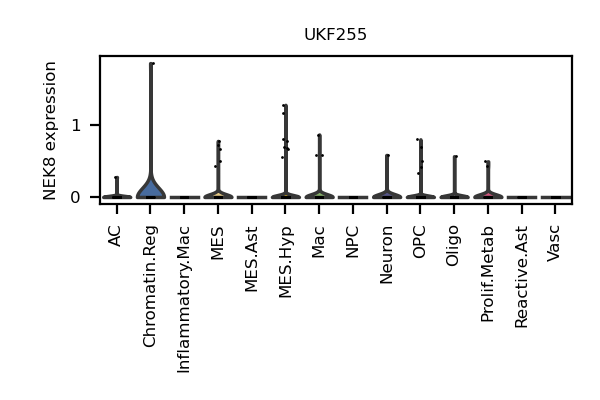 UKF255
NEK8 expression
1
0
AC
Chromatin.Reg
Inflammatory.Mac
MES
MES.Ast
MES.Hyp
Mac
NPC
Neuron
OPC
Oligo
Prolif.Metab
Reactive.Ast
Vasc